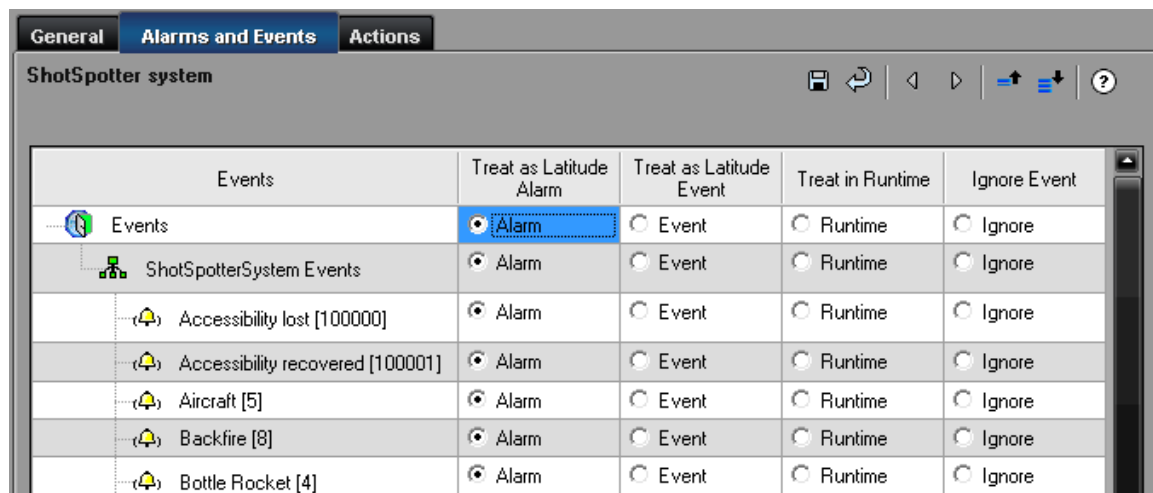 General Alarms and Events Actions
ShotSpotter system
?
Events Treat as Latitude Alarm Treat as Latitude Event Treat in Runtime Ignore Event
Events Alarm Event Runtime Ignore
ShotSpotterSystem Events Alarm Event Runtime Ignore
Accessibility lost [100000] Alarm Event Runtime Ignore
Accessibility recovered [100001] Alarm Event Runtime Ignore
Aircraft [5] Alarm Event Runtime Ignore
Backfire [8] Alarm Event Runtime Ignore
Bottle Rocket [4] Alarm Event Runtime Ignore